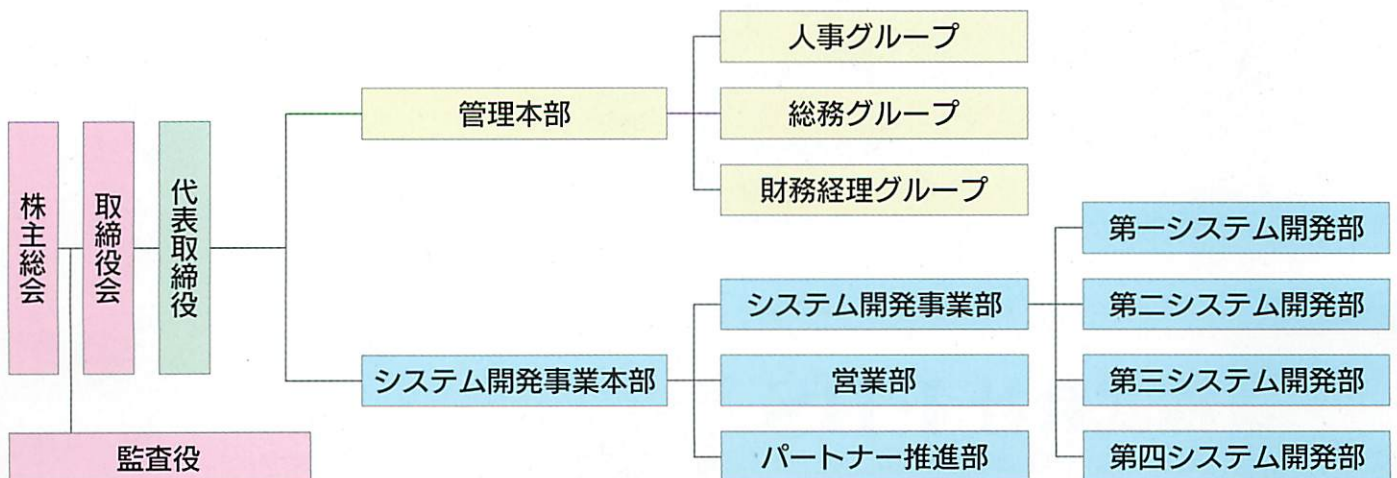 株主総会
取締役会
代表取締役
監査役
管理本部
人事グループ
総務グループ
財務経理グループ
システム開発事業本部
システム開発事業部
営業部
パートナー推進部
第一システム開発部
第二システム開発部
第三システム開発部
第四システム開発部